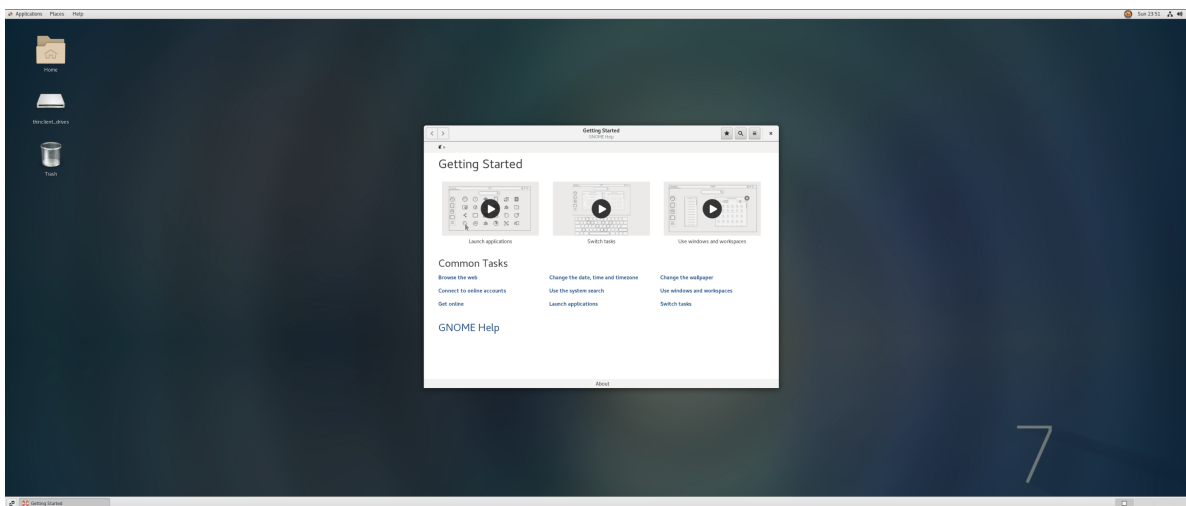 Applications Places Help
Sun 23:51
Home
thinclient_drives
Trash
Getting Started
GNOME Help
Getting Started
Launch applications
Switch tasks
Use windows and workspaces
Common Tasks
Browse the web
Change the date, time and timezone
Change the wallpaper
Connect to online accounts
Use the system search
Use windows and workspaces
Get online
Launch applications
Switch tasks
GNOME Help
About
7
Getting Started